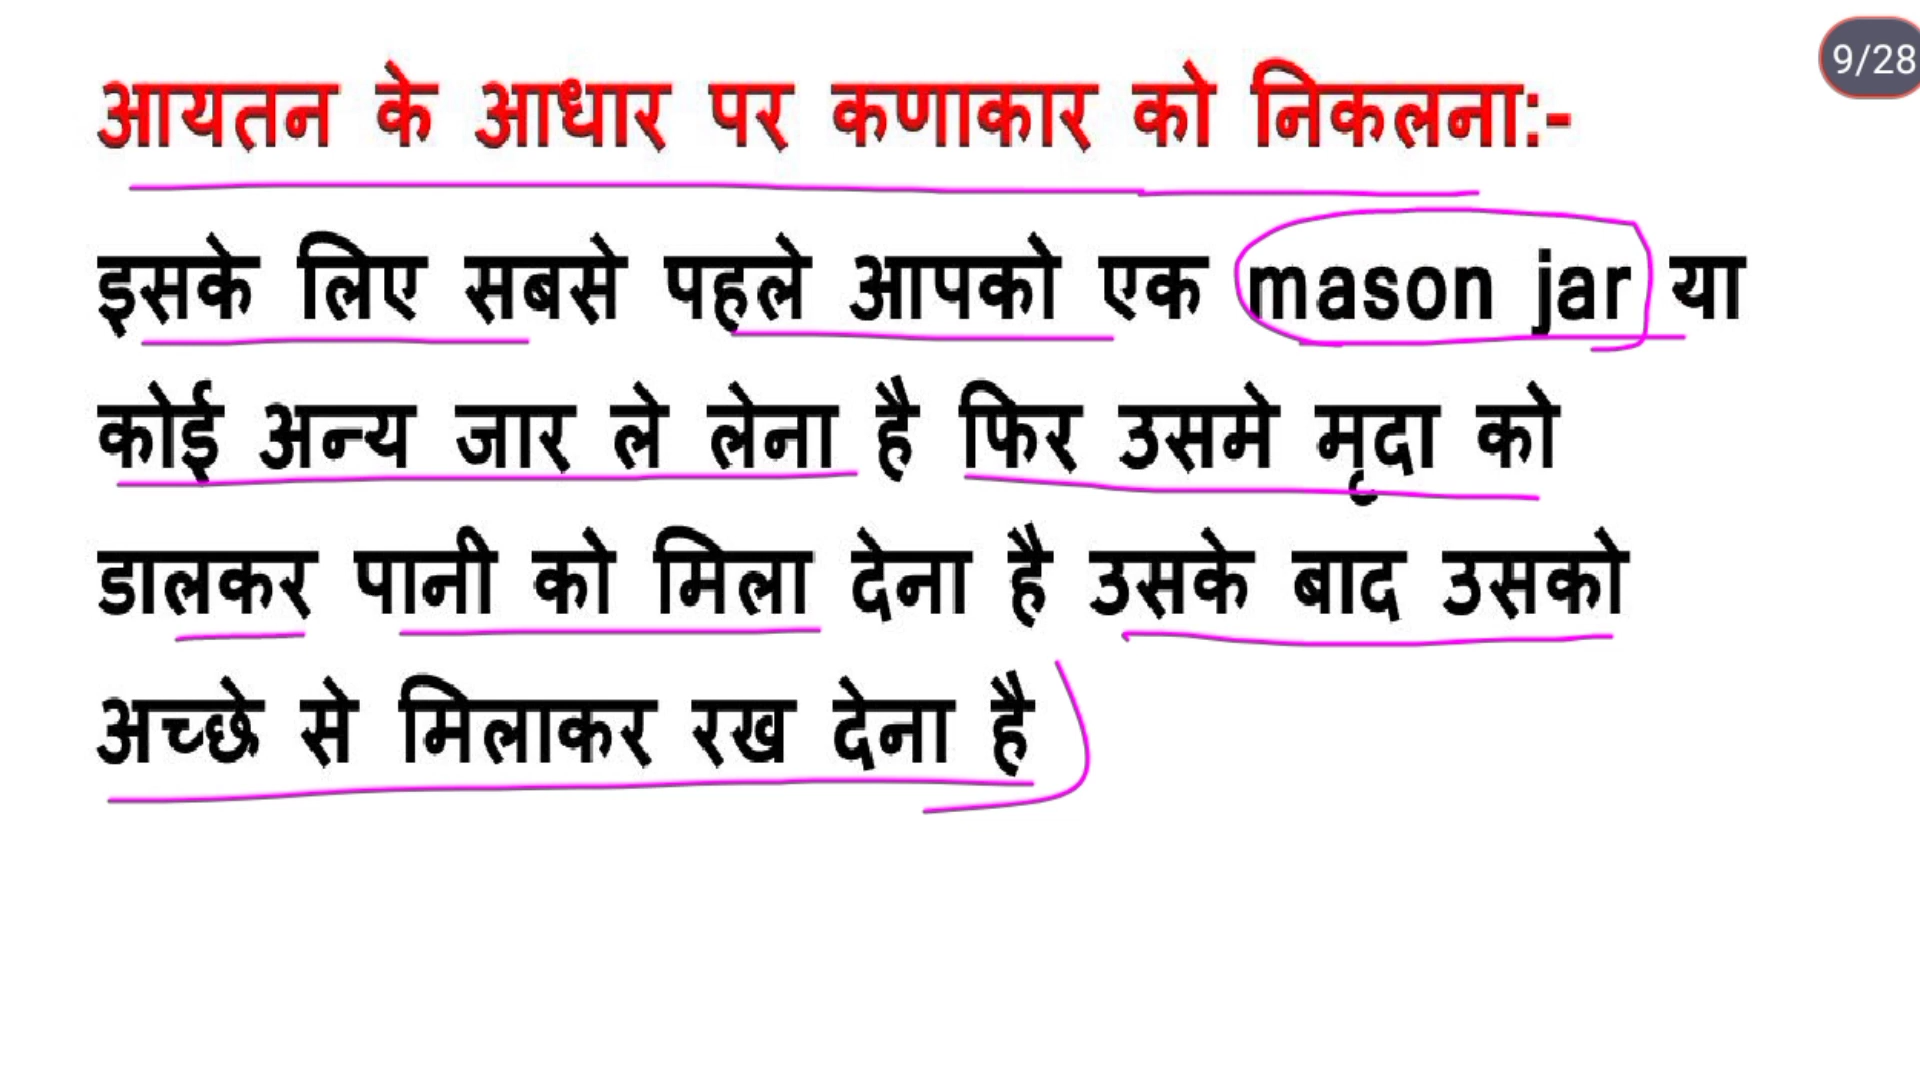 9/28
आयतन के आधार पर कणाकार को निकलना:-
इसके लिए सबसे पहले आपको एक mason jar या
कोई अन्य जार ले लेना है फिर उसमे मृदा को
डालकर पानी को मिला देना है उसके बाद उसको
अच्छे से मिलाकर रख देना है